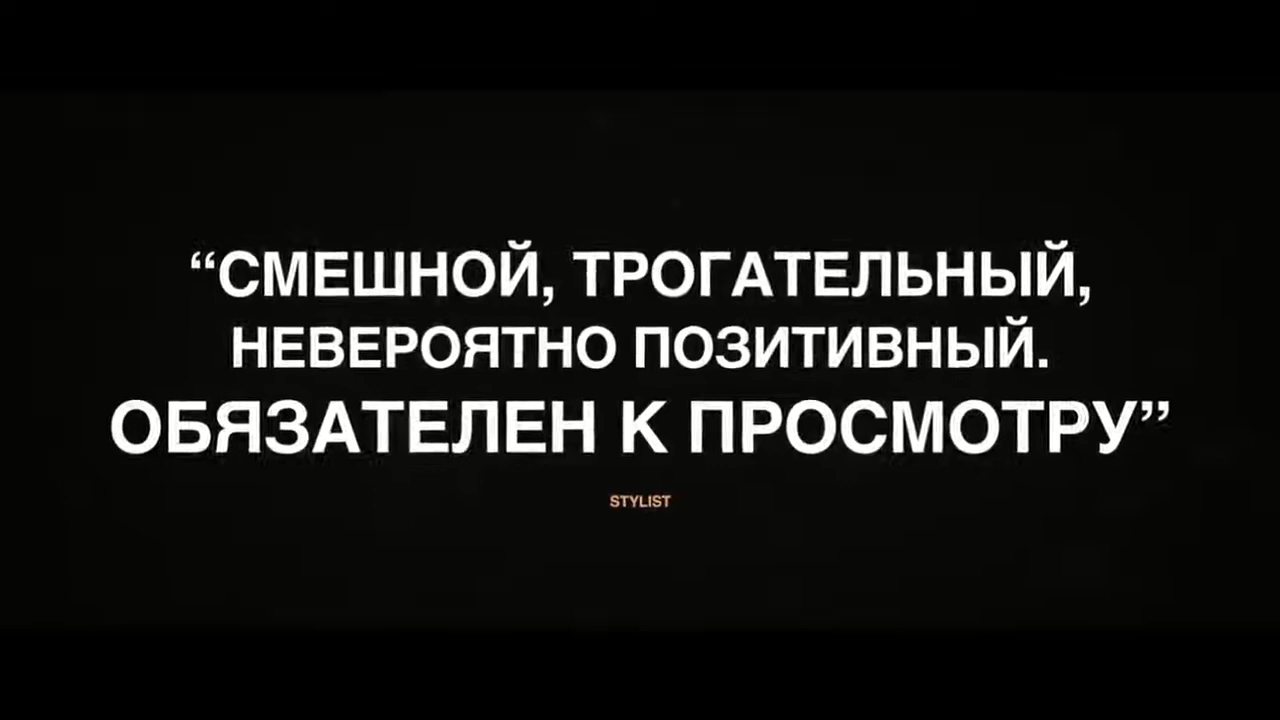 “СМЕШНОЙ, ТРОГАТЕЛЬНЫЙ,
НЕВЕРОЯТНО ПОЗИТИВНЫЙ.
ОБЯЗАТЕЛЕН К ПРОСМОТРУ”
STYLIST